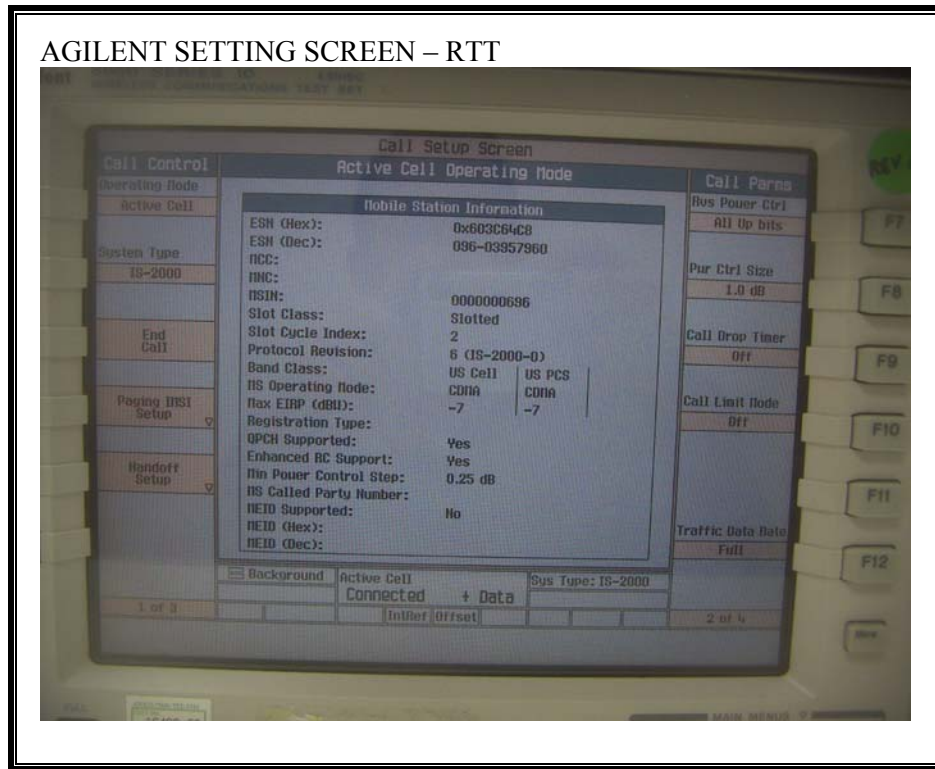 AGILENT SETTING SCREEN – RTT
Call Setup Screen
Call Control
Active Cell Operating Mode
Call Parms
Operating Mode
Active Cell
System Type
IS-2000
End
Call
Paging IMSI
Setup
Handoff
Setup
1 of 3
Mobile Station Information
ESN (Hex): 0x603C64C8
ESN (Dec): 096-03957960
MCC:
MNC:
MSIN: 0000000696
Slot Class: Slotted
Slot Cycle Index: 2
Protocol Revision: 6 (IS-2000-0)
Band Class: US Cell US PCS
MS Operating Mode: CDMA CDMA
Max EIRP (dBW): -7 -7
Registration Type:
QPCH Supported: Yes
Enhanced RC Support: Yes
Min Power Control Step: 0.25 dB
MS Called Party Number:
MEID Supported: No
MEID (Hex):
MEID (Dec):
Background
Active Cell
Sys Type: IS-2000
Connected + Data
IntRef Offset
Rvs Power Ctrl
All Up bits
Pwr Ctrl Size
1.0 dB
Call Drop Timer
Off
Call Limit Mode
Off
Traffic Data Rate
Full
2 of 4
REV
F7
F8
F9
F10
F11
F12
More
MAIN MENUS